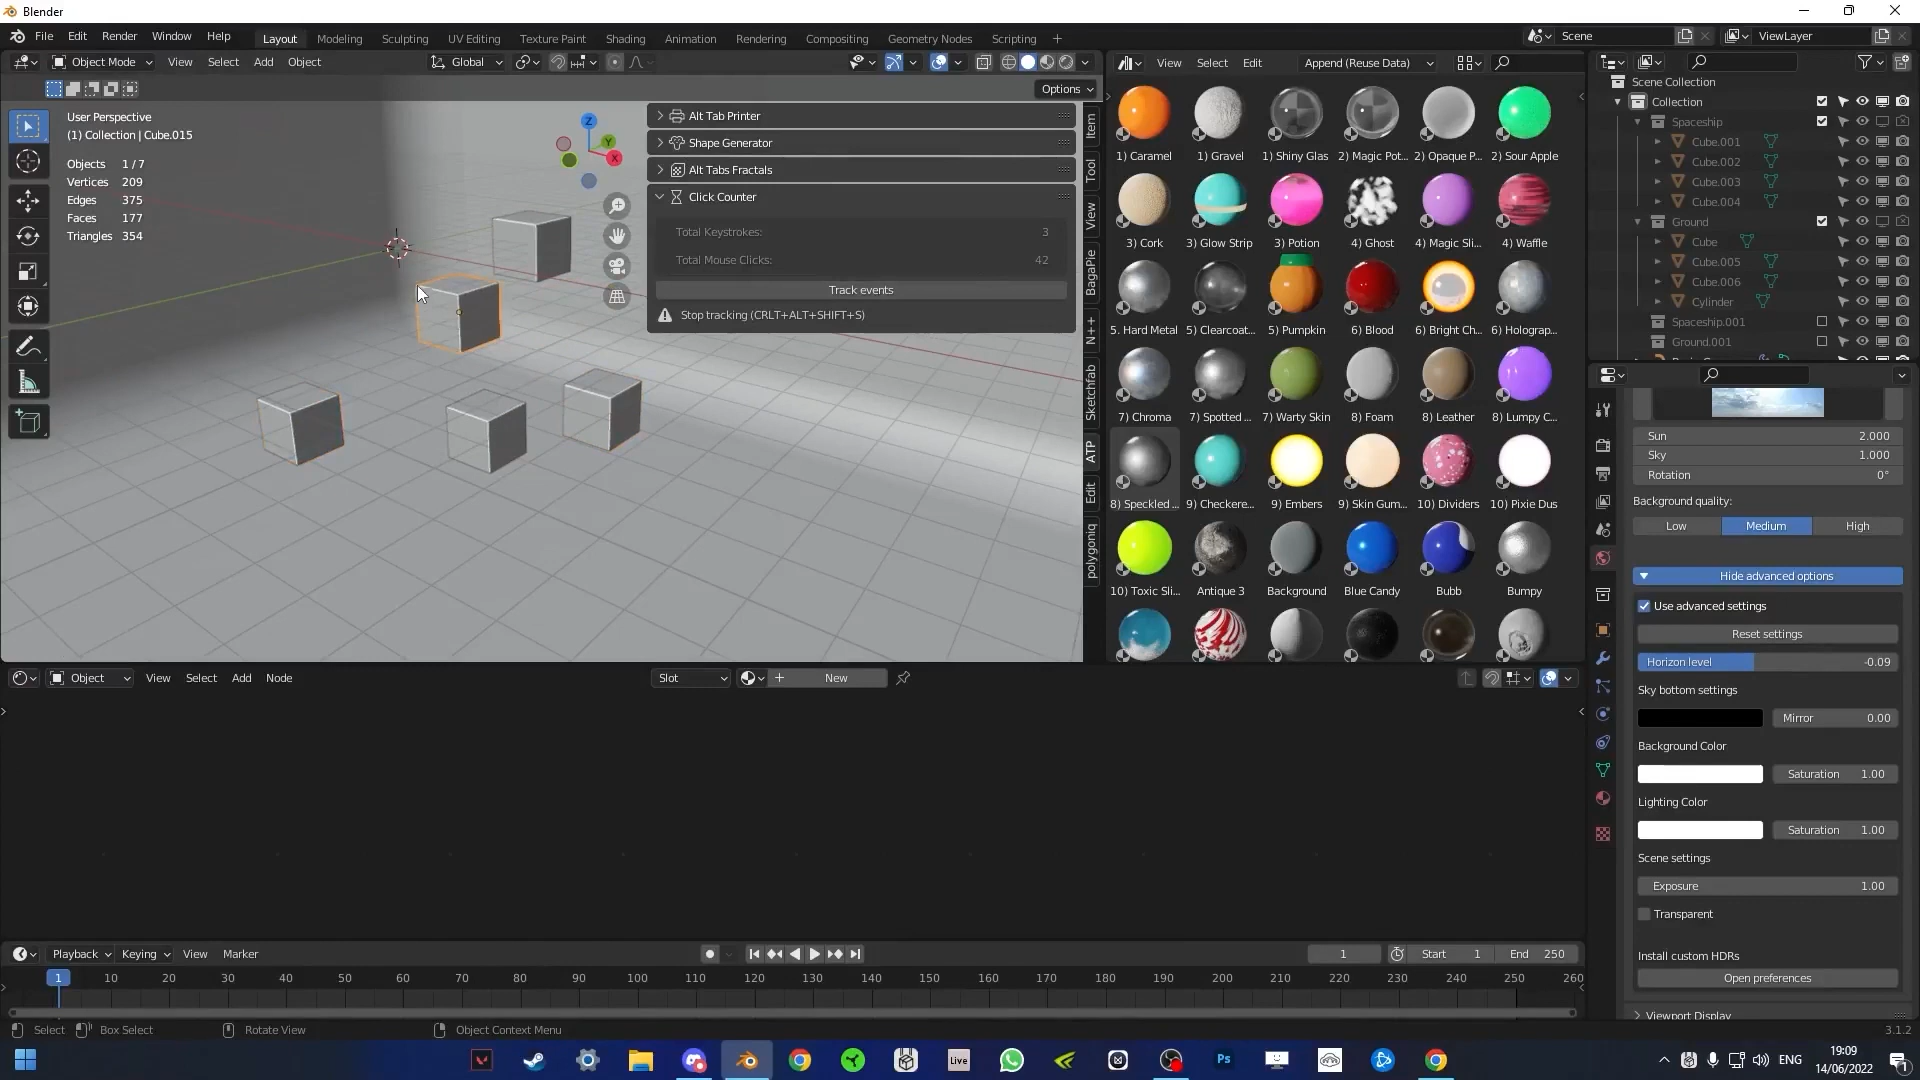 Blender
File Edit Render Window Help
Layout Modeling Sculpting UV Editing Texture Paint Shading Animation Rendering Compositing Geometry Nodes Scripting +
Scene
ViewLayer
Object Mode View Select Add Object
Global
Options
User Perspective
(1) Collection | Cube.015
Objects 1/7
Vertices 209
Edges 375
Faces 177
Triangles 354
Z
Y
X
Alt Tab Printer
Shape Generator
Alt Tabs Fractals
Click Counter
Total Keystrokes: 3
Total Mouse Clicks: 42
Track events
Stop tracking (CRLT+ALT+SHIFT+S)
Item
Tool
View
BagaPie
N++
Sketchfab
ATP
Edit
polygoniq
View Select Edit
Append (Reuse Data)
1) Caramel 1) Gravel 1) Shiny Glas 2) Magic Pot... 2) Opaque P... 2) Sour Apple
3) Cork 3) Glow Strip 3) Potion 4) Ghost 4) Magic Sli... 4) Waffle
5. Hard Metal 5) Clearcoat... 5) Pumpkin 6) Blood 6) Bright Ch... 6) Holograp...
7) Chroma 7) Spotted ... 7) Warty Skin 8) Foam 8) Leather 8) Lumpy C...
8) Speckled ... 9) Checkere... 9) Embers 9) Skin Gum... 10) Dividers 10) Pixie Dus
10) Toxic Sli... Antique 3 Background Blue Candy Bubb Bumpy
Scene Collection
Collection
Spaceship
Cube.001
Cube.002
Cube.003
Cube.004
Ground
Cube
Cube.005
Cube.006
Cylinder
Spaceship.001
Ground.001
Sun 2.000
Sky 1.000
Rotation 0°
Background quality:
Low Medium High
Hide advanced options
Use advanced settings
Reset settings
Horizon level -0.09
Sky bottom settings
Mirror 0.00
Background Color
Saturation 1.00
Lighting Color
Saturation 1.00
Scene settings
Exposure 1.00
Transparent
Install custom HDRs
Open preferences
Viewport Display
Object View Select Add Node
Slot
New
Playback Keying View Marker
1
Start 1 End 250
1 10 20 30 40 50 60 70 80 90 100 110 120 130 140 150 160 170 180 190 200 210 220 230 240 250 260
Select Box Select Rotate View Object Context Menu
3.1.2
Live
Ps
ENG
19:09
14/06/2022
1